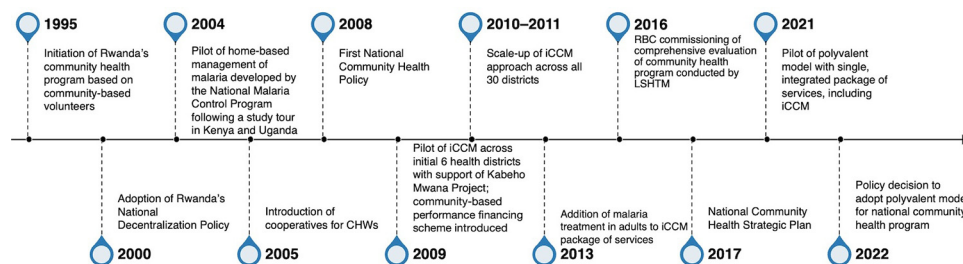 1995
Initiation of Rwanda's
community health
program based on
community-based
volunteers
2004
Pilot of home-based
management of
malaria developed by
the National Malaria
Control Program
following a study tour
in Kenya and Uganda
2008
First National
Community Health
Policy
2010–2011
Scale-up of iCCM
approach across all
30 districts
2016
RBC commissioning of
comprehensive evaluation
of community health
program conducted by
LSHTM
2021
Pilot of polyvalent
model with single,
integrated package of
services, including
iCCM
Adoption of Rwanda's
National
Decentralization Policy
2000
Introduction of
cooperatives for CHWs
2005
Pilot of iCCM across
initial 6 health districts
with support of Kabeho
Mwana Project;
community-based
performance financing
scheme introduced
2009
Addition of malaria
treatment in adults to iCCM
package of services
2013
National Community
Health Strategic Plan
2017
Policy decision to
adopt polyvalent mode
for national community
health program
2022